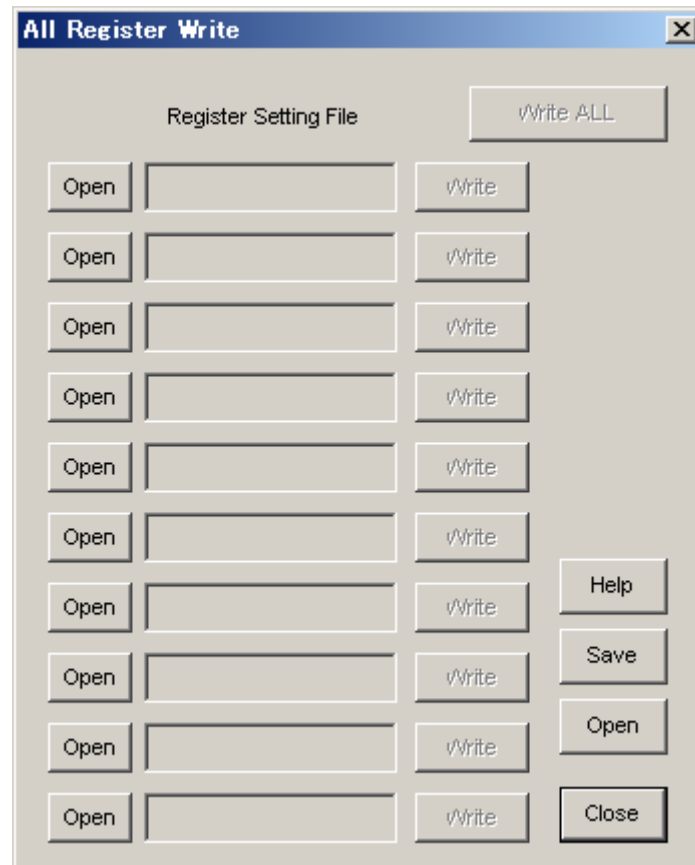 All Register Write
Register Setting File Write ALL
Open Write
Open Write
Open Write
Open Write
Open Write
Open Write
Help
Open Write
Save
Open Write
Open
Open Write
Open Write Close